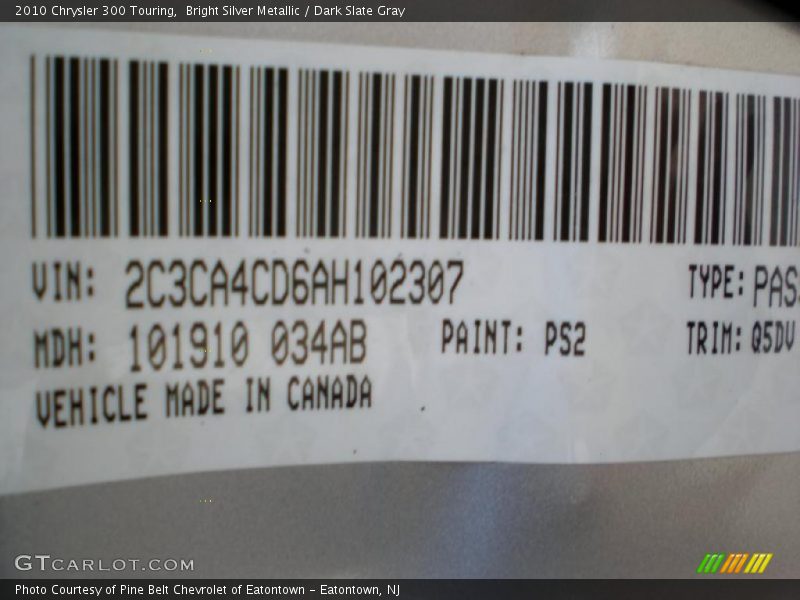 2010 Chrysler 300 Touring,  Bright Silver Metallic / Dark Slate Gray
VIN: 2C3CA4CD6AH102307 TYPE: PAS
MDH: 101910 034AB PAINT: PS2 TRIM: Q5DV
VEHICLE MADE IN CANADA
GTCARLOT.COM
Photo Courtesy of Pine Belt Chevrolet of Eatontown – Eatontown, NJ